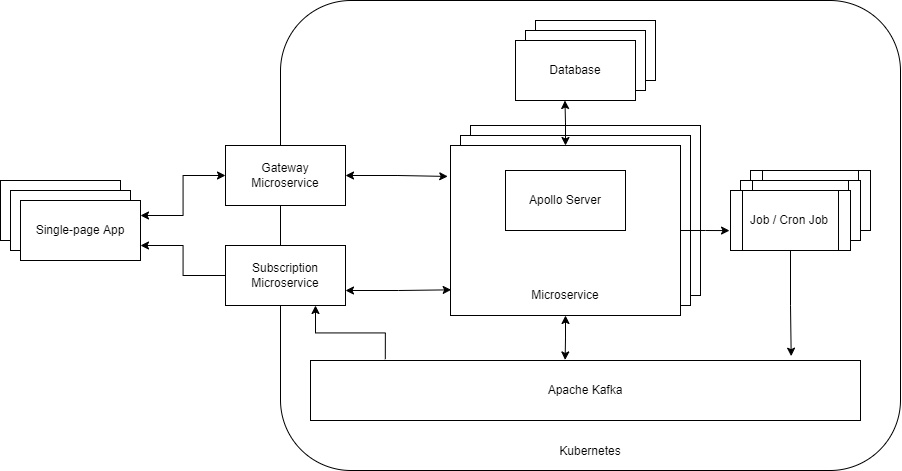 Database
Gateway
Microservice
Apollo Server
Single-page App
Job / Cron Job
Subscription
Microservice
Microservice
Apache Kafka
Kubernetes